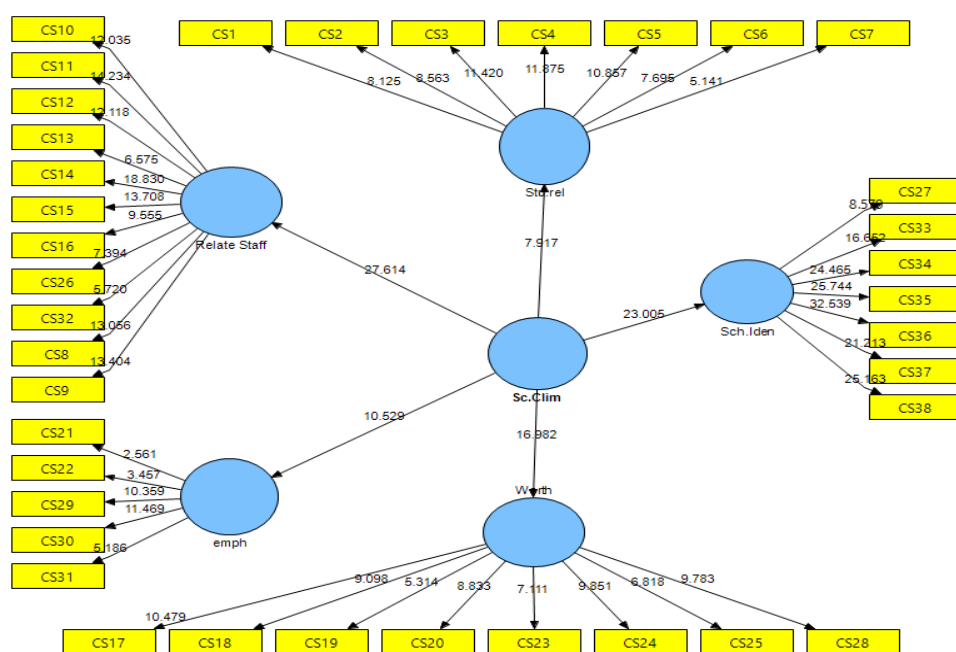 CS10
CS11
CS12
CS13
CS14
CS15
CS16
CS26
CS32
CS8
CS9
12.035
14.234
12.118
6.575
18.830
13.708
9.555
7.394
5.720
13.056
13.404
Relate Staff
CS1
CS2
CS3
CS4
CS5
CS6
CS7
8.125
8.563
11.420
11.875
10.857
7.695
5.141
7.917
27.614
23.005
Sc.Clim
10.529
16.982
CS27
CS33
CS34
CS35
CS36
CS37
CS38
16.652
24.465
25.744
32.539
21.213
25.163
Sch.Iden
CS21
CS22
CS29
CS30
CS31
2.561
3.457
10.359
11.469
5.186
emph
Worth
10.479
9.098
5.314
8.833
7.111
9.851
6.818
9.783
CS17
CS18
CS19
CS20
CS23
CS24
CS25
CS28